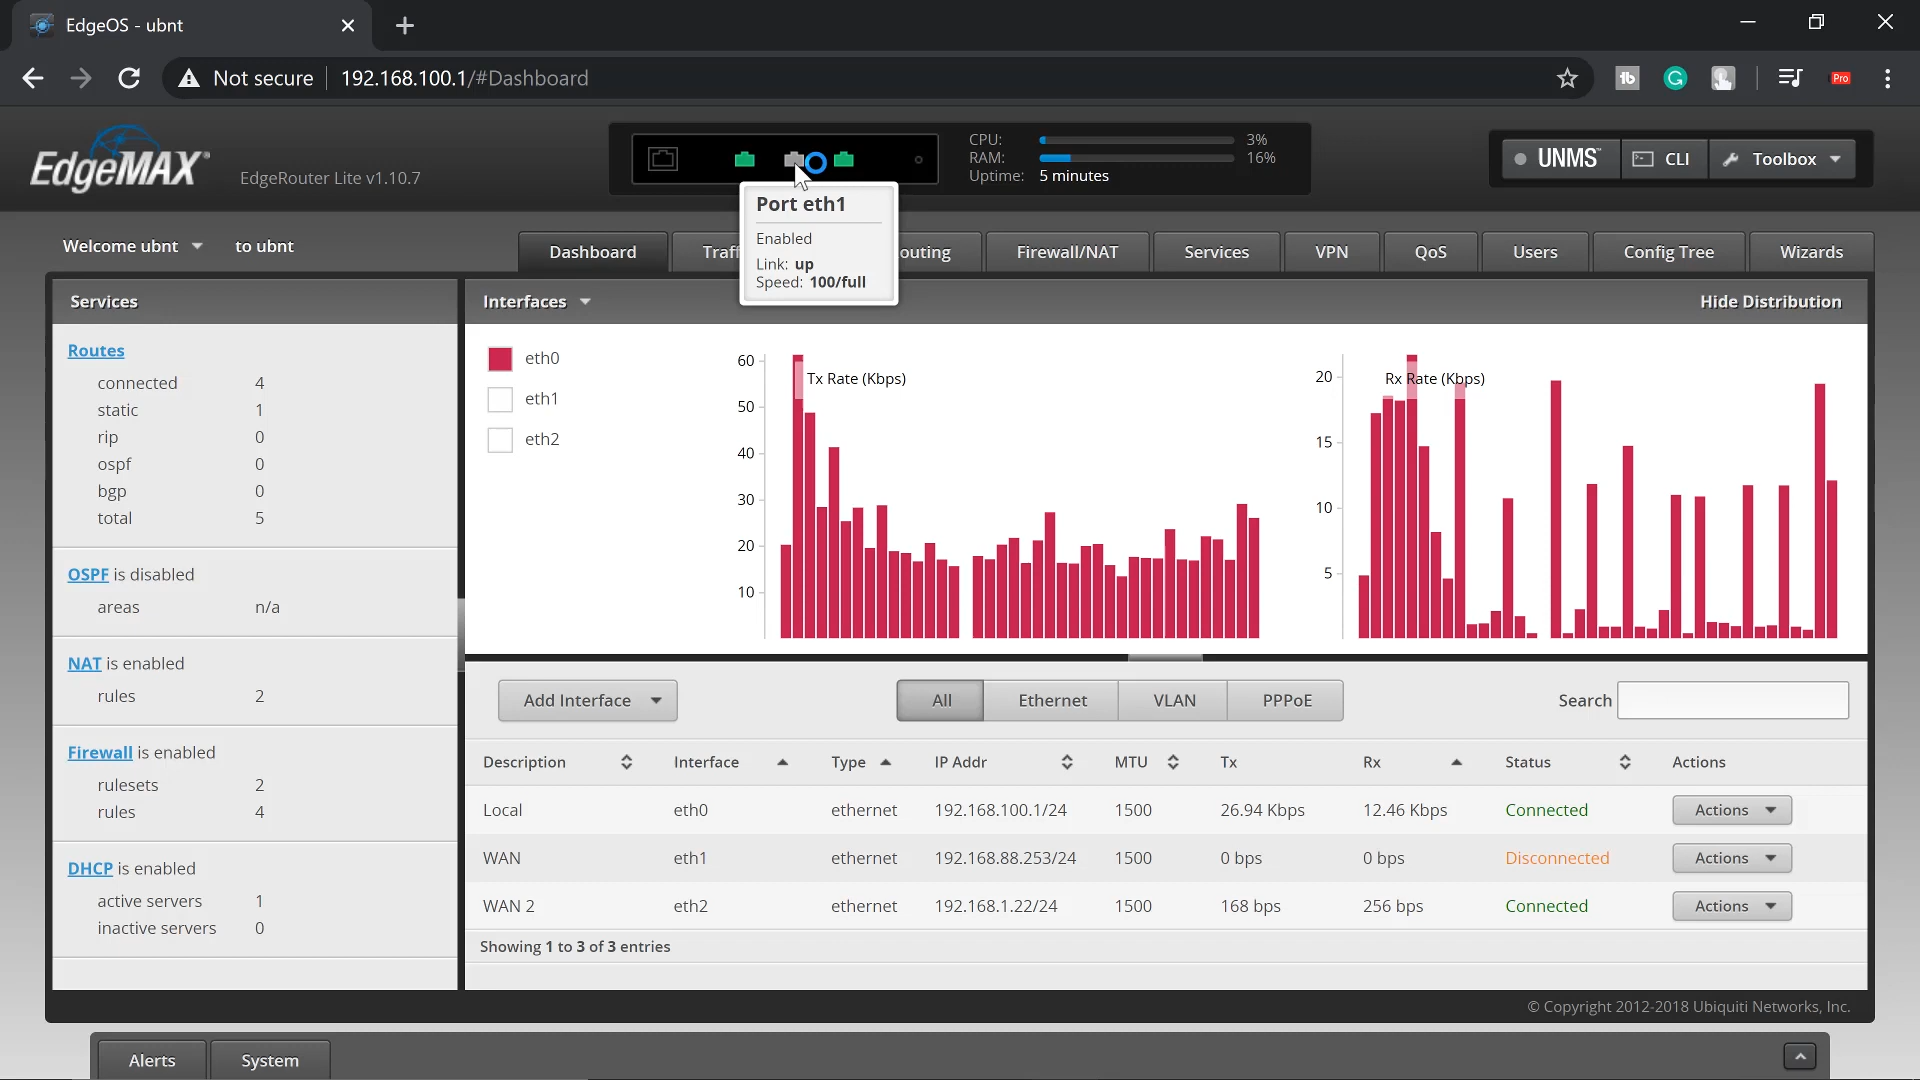 EdgeOS - ubnt
Not secure
192.168.100.1/#Dashboard
Pro
EdgeMAX
EdgeRouter Lite v1.10.7
CPU: 3%
RAM: 16%
Uptime: 5 minutes
UNMS™
CLI
Toolbox
Port eth1
Enabled
Link: up
Speed: 100/full
Welcome ubnt
to ubnt
Dashboard
Traf
outing
Firewall/NAT
Services
VPN
QoS
Users
Config Tree
Wizards
Services
Routes
connected 4
static 1
rip 0
ospf 0
bgp 0
total 5
OSPF is disabled
areas n/a
NAT is enabled
rules 2
Firewall is enabled
rulesets 2
rules 4
DHCP is enabled
active servers 1
inactive servers 0
Interfaces
Hide Distribution
eth0
eth1
eth2
Tx Rate (Kbps)
60
50
40
30
20
10
Rx Rate (Kbps)
20
15
10
5
Add Interface
All
Ethernet
VLAN
PPPoE
Search
Description Interface Type IP Addr MTU Tx Rx Status Actions
Local eth0 ethernet 192.168.100.1/24 1500 26.94 Kbps 12.46 Kbps Connected Actions
WAN eth1 ethernet 192.168.88.253/24 1500 0 bps 0 bps Disconnected Actions
WAN 2 eth2 ethernet 192.168.1.22/24 1500 168 bps 256 bps Connected Actions
Showing 1 to 3 of 3 entries
© Copyright 2012-2018 Ubiquiti Networks, Inc.
Alerts
System